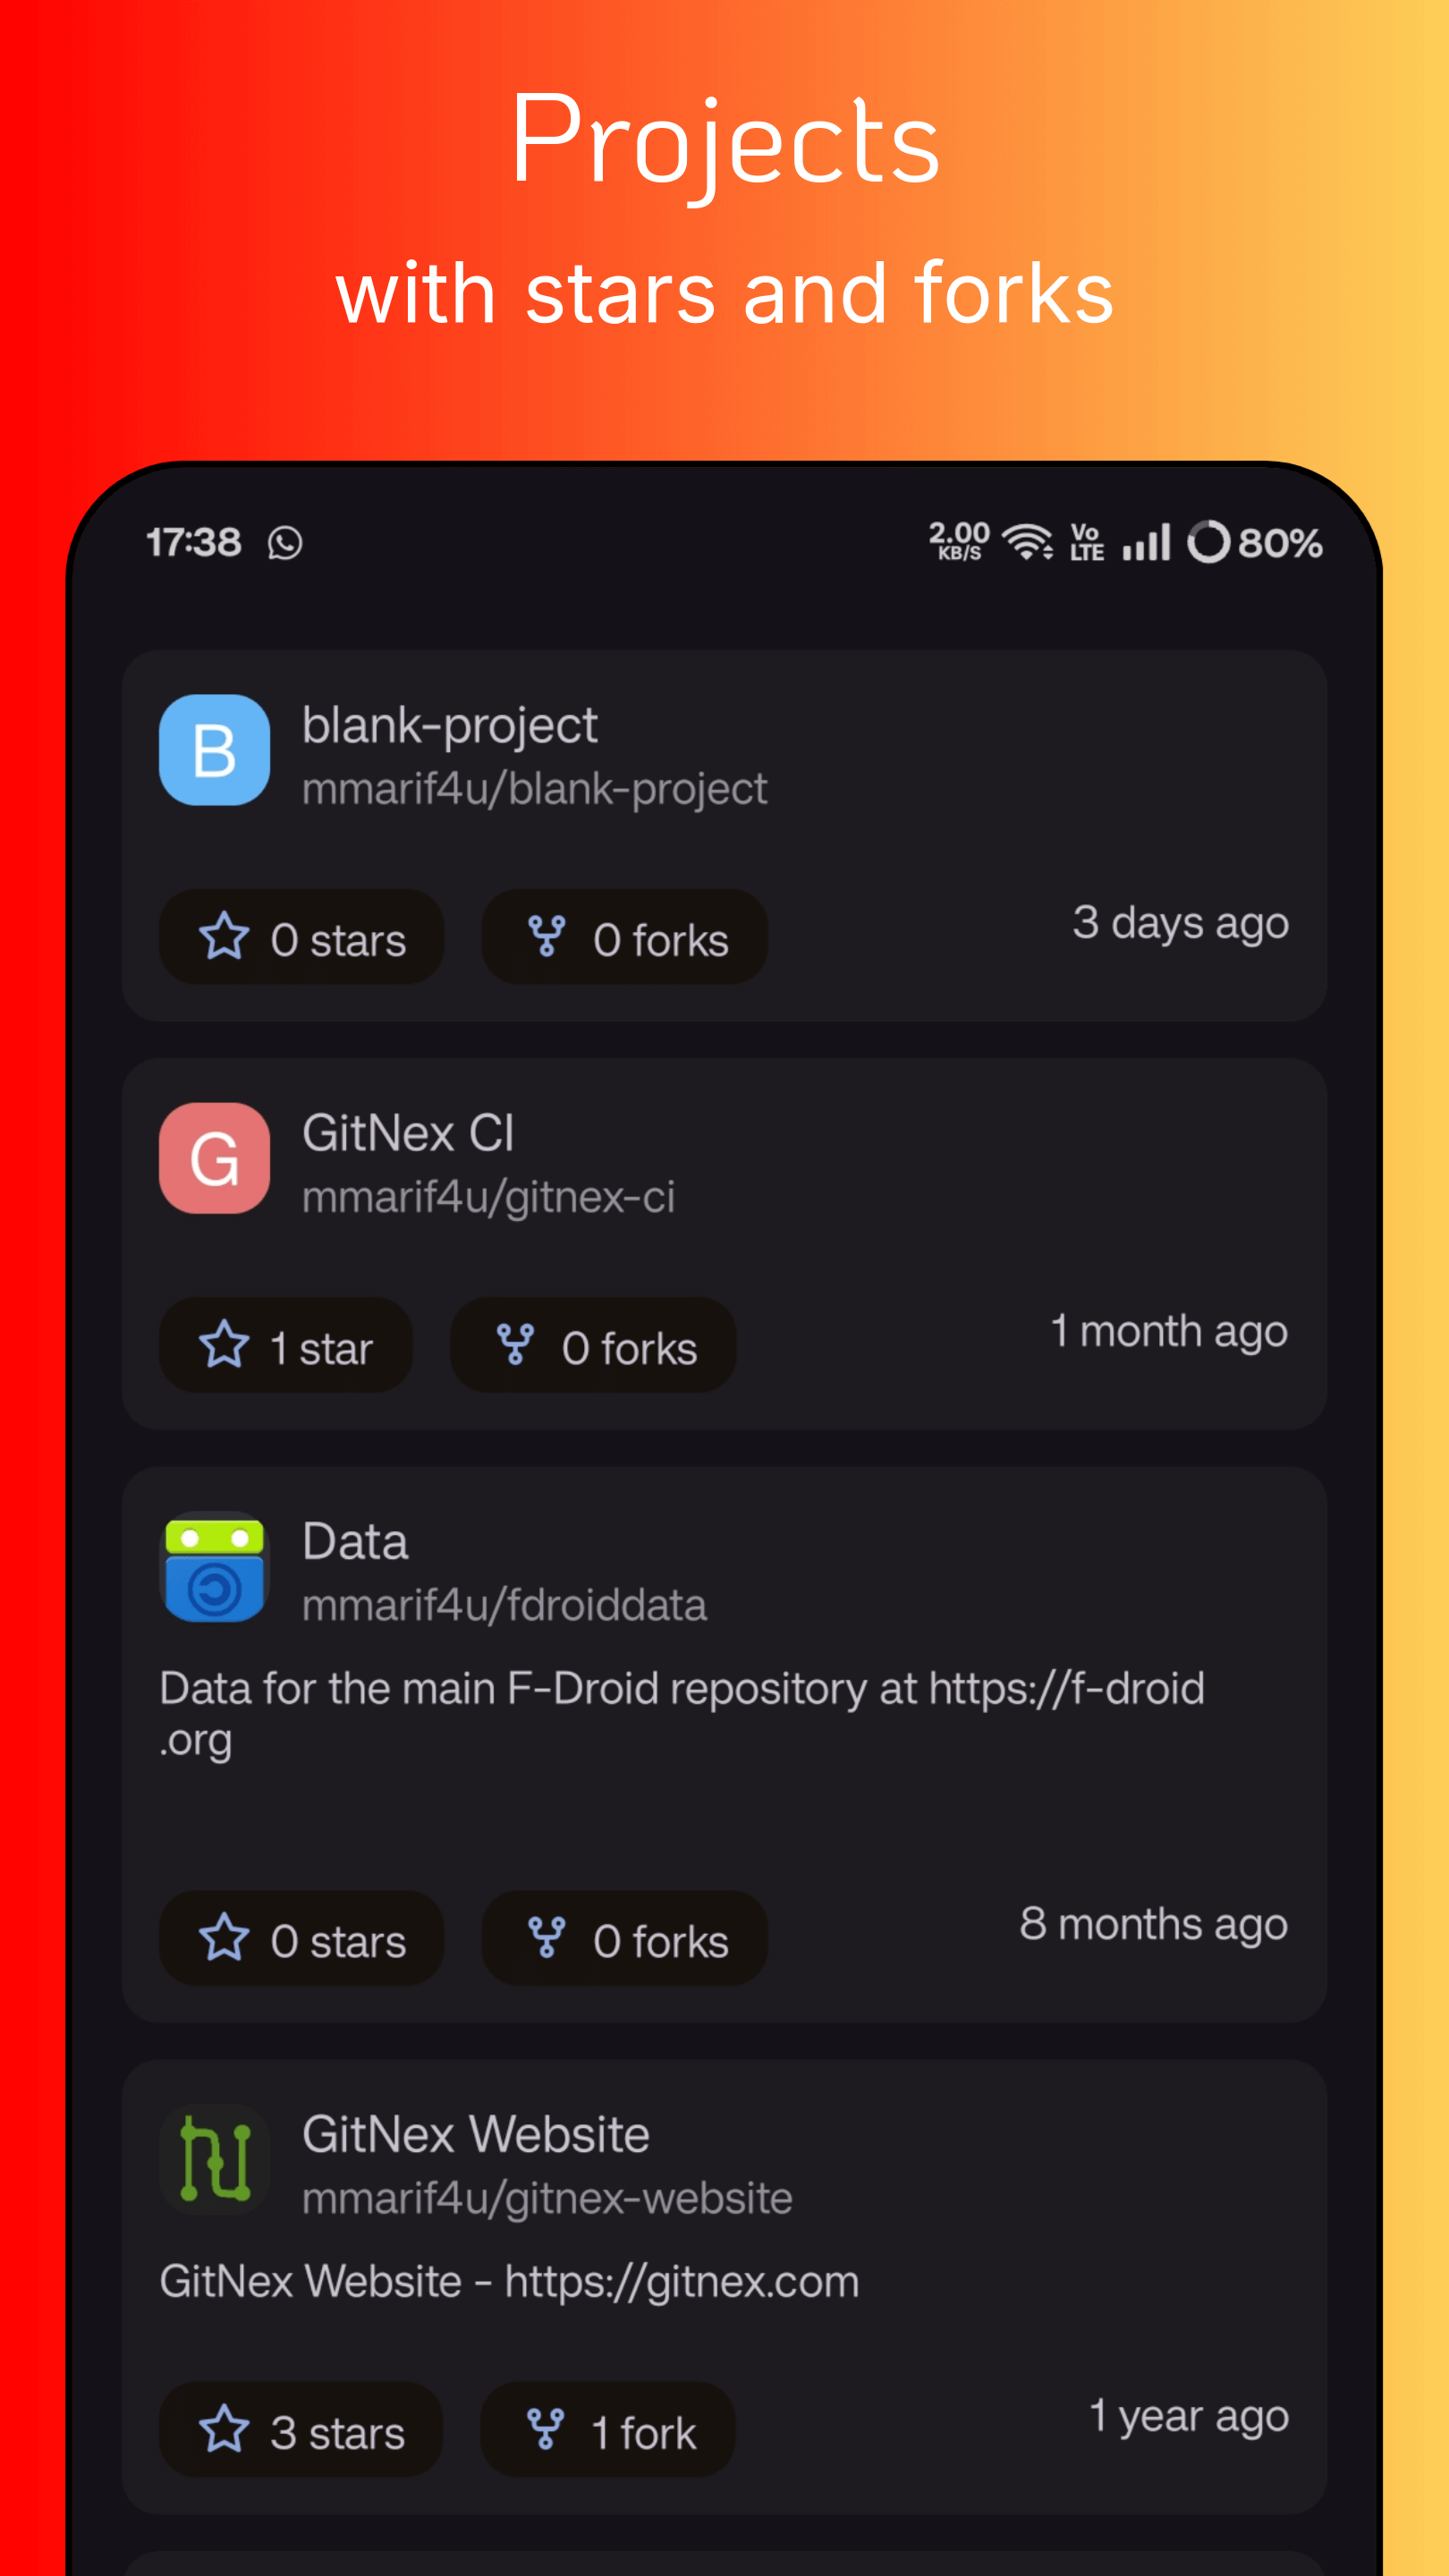 Projects
with stars and forks
17:38
2.00 KB/S Vo LTE 80%
B
blank-project
mmarif4u/blank-project
0 stars 0 forks 3 days ago
G
GitNex CI
mmarif4u/gitnex-ci
1 star 0 forks 1 month ago
Data
mmarif4u/fdroiddata
Data for the main F-Droid repository at https://f-droid
.org
0 stars 0 forks 8 months ago
GitNex Website
mmarif4u/gitnex-website
GitNex Website - https://gitnex.com
3 stars 1 fork 1 year ago